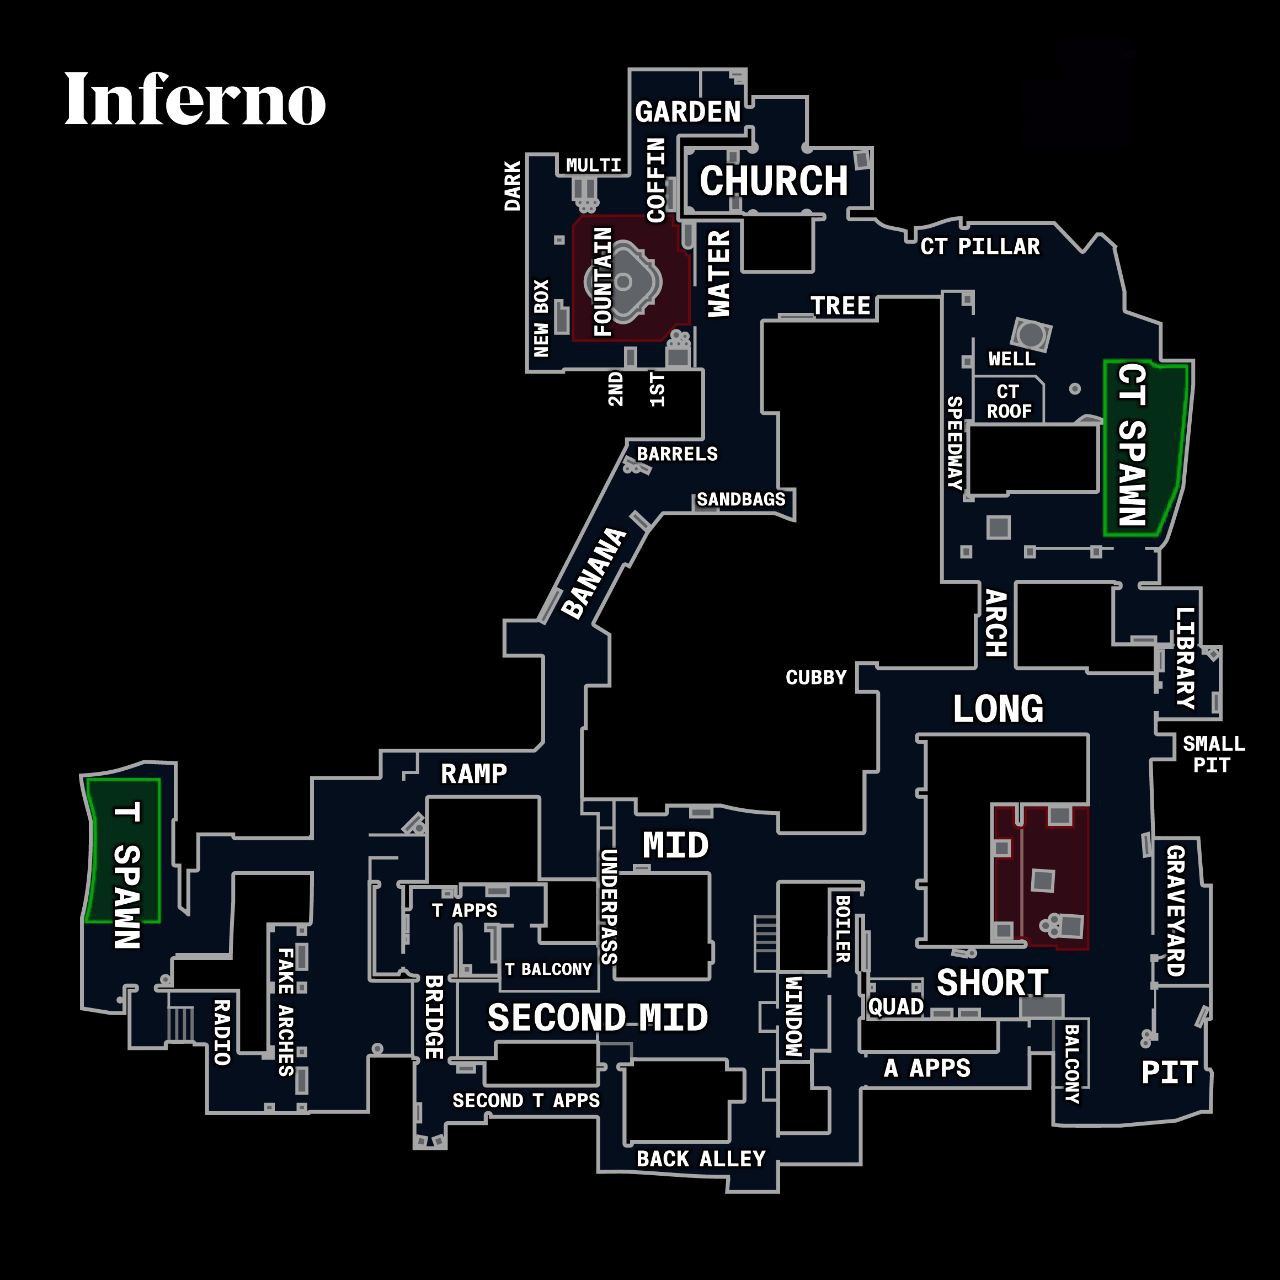 Inferno
GARDEN
COFFIN
MULTI
DARK
CHURCH
FOUNTAIN
WATER
NEW BOX
CT PILLAR
TREE
WELL
CT
ROOF
CT SPAWN
SPEEDWAY
2ND
1ST
BARRELS
SANDBAGS
BANANA
ARCH
LIBRARY
CUBBY
LONG
SMALL
PIT
RAMP
T SPAWN
MID
UNDERPASS
GRAVEYARD
T APPS
BOILER
FAKE ARCHES
T BALCONY
SHORT
RADIO
BRIDGE
SECOND MID
WINDOW
QUAD
BALCONY
A APPS
PIT
SECOND T APPS
BACK ALLEY